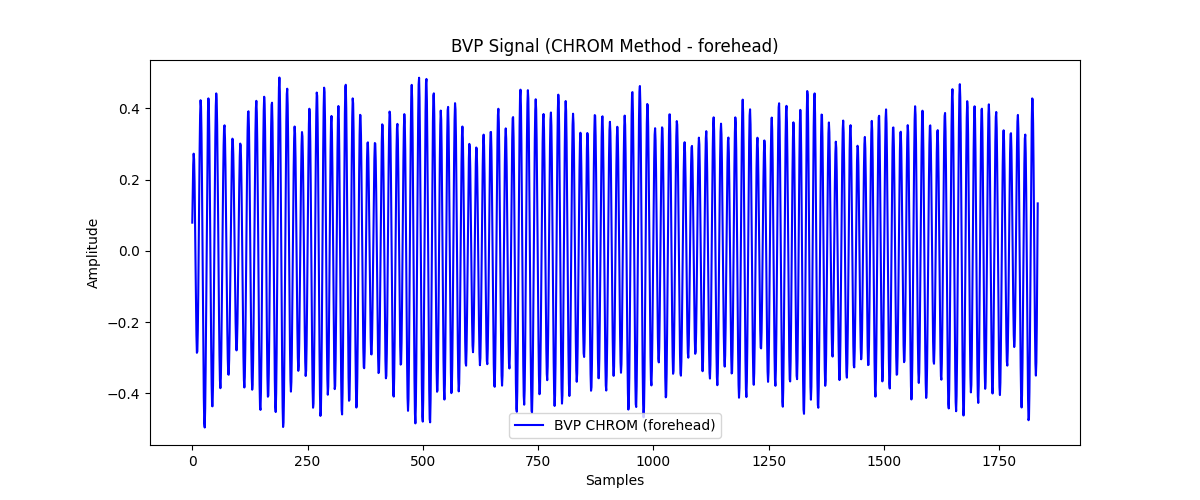 BVP Signal (CHROM Method - forehead)
Amplitude
0.4
0.2
0.0
−0.2
−0.4
BVP CHROM (forehead)
0 250 500 750 1000 1250 1500 1750
Samples